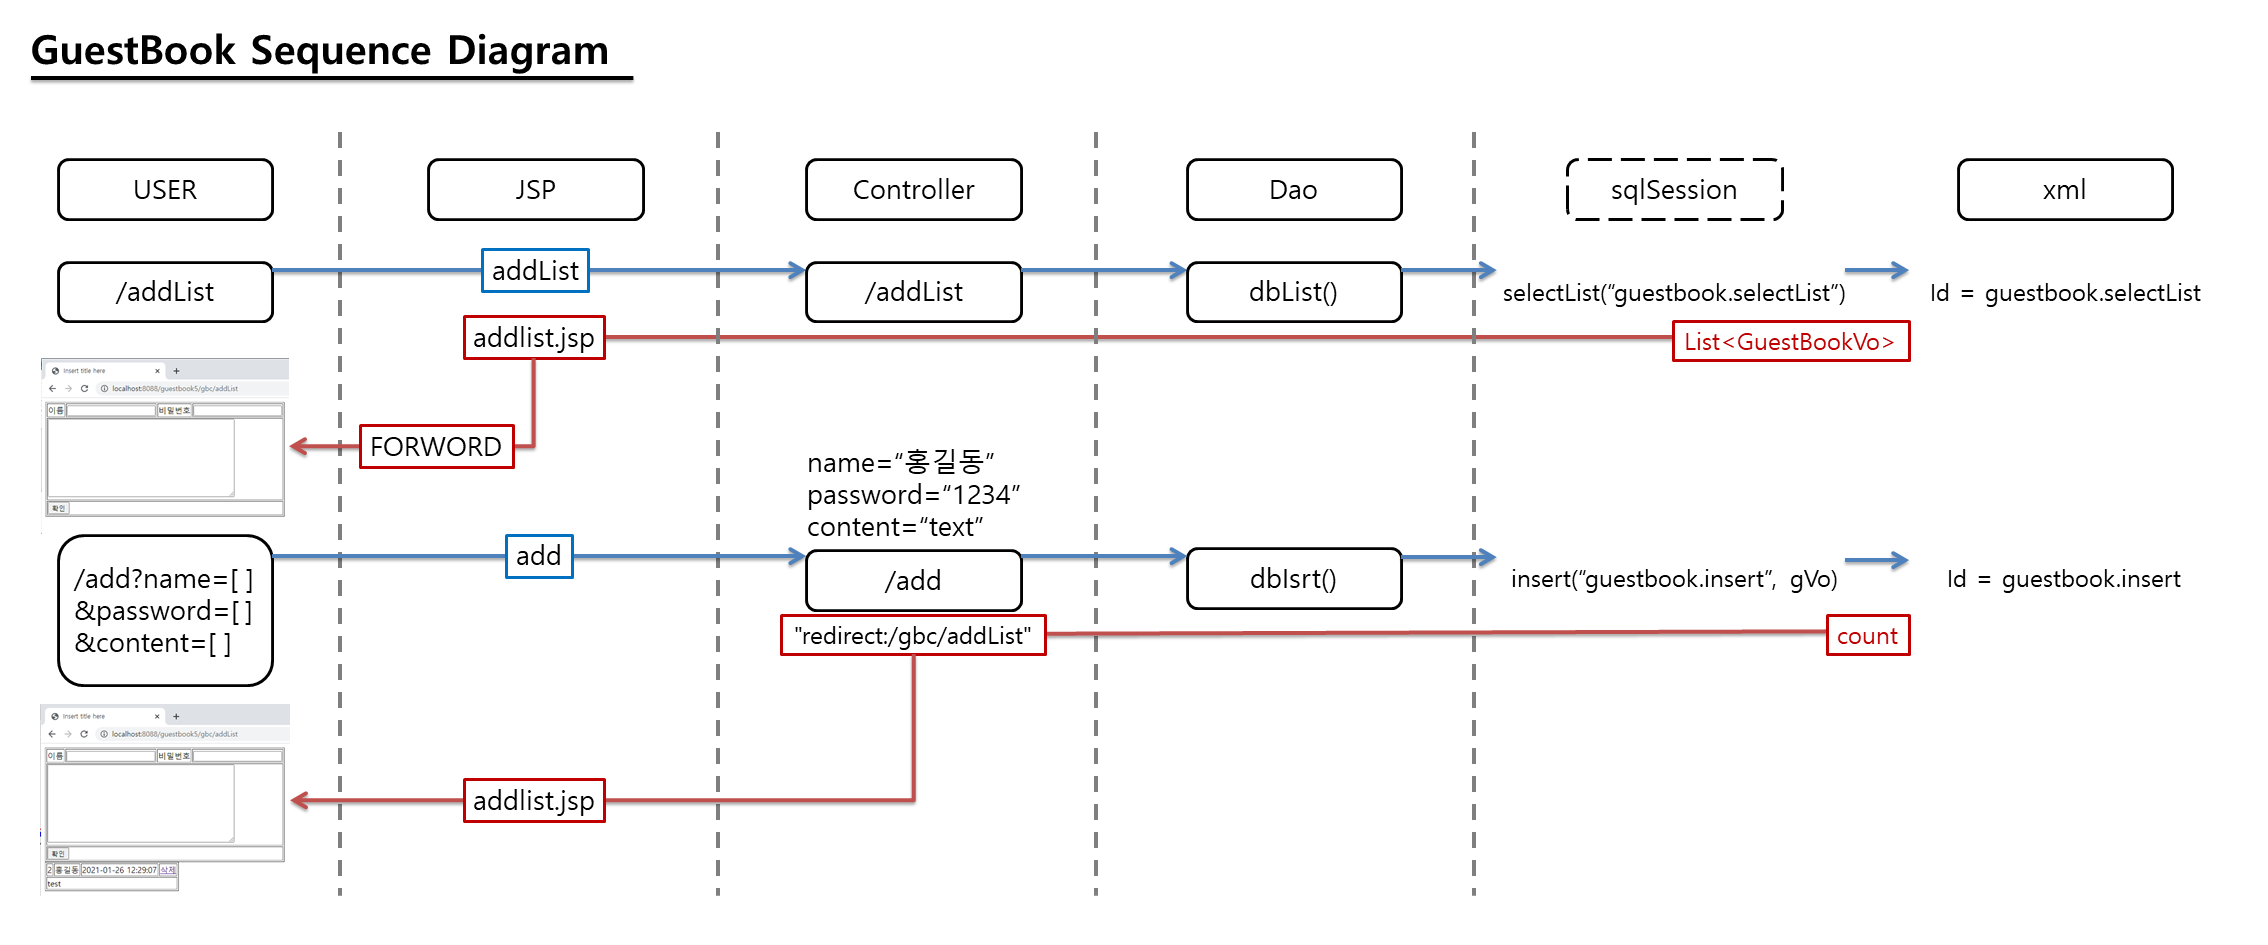 GuestBook Sequence Diagram
USER
JSP
Controller
Dao
sqlSession
xml
/addList
addList
/addList
dbList()
selectList(“guestbook.selectList”)
Id = guestbook.selectList
addlist.jsp
List<GuestBookVo>
Insert title here
localhost:8088/guestbook5/gbc/addList
이름
비밀번호
확인
FORWORD
name=“홍길동”
password=“1234”
content=“text”
/add?name=[ ]
&password=[ ]
&content=[ ]
add
/add
dbIsrt()
insert(“guestbook.insert”, gVo)
Id = guestbook.insert
"redirect:/gbc/addList"
count
Insert title here
localhost:8088/guestbook5/gbc/addList
이름
비밀번호
확인
2 홍길동 2021-01-26 12:29:07 삭제
test
addlist.jsp